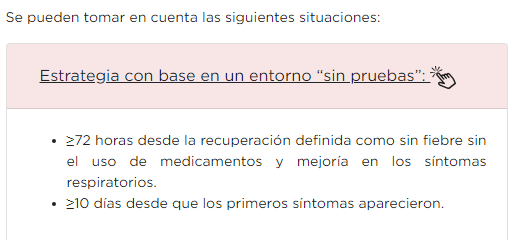 Se pueden tomar en cuenta las siguientes situaciones:
Estrategia con base en un entorno “sin pruebas”:
• ≥72 horas desde la recuperación definida como sin fiebre sin
el uso de medicamentos y mejoría en los síntomas
respiratorios.
• ≥10 días desde que los primeros síntomas aparecieron.